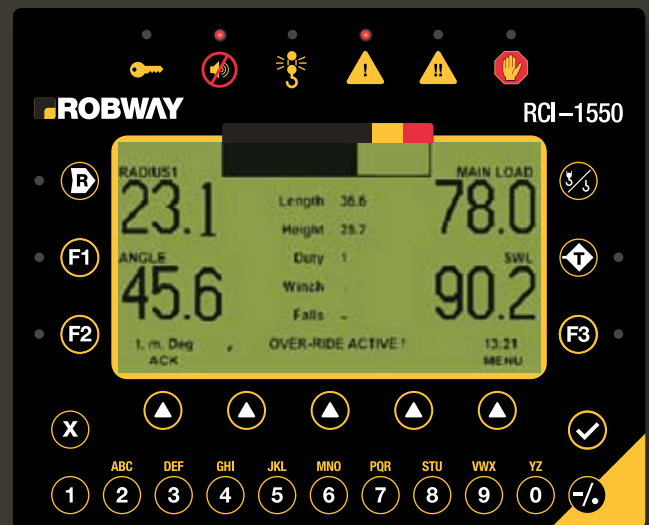 ! !!
ROBWAY
RCI-1550
RADIUS1 MAIN LOAD
23.1 78.0
Length 36.6
Height 25.7
ANGLE Duty 1 SWL
45.6 90.2
Winch
Falls
1. m. Deg OVER-RIDE ACTIVE ! 13:21
ACK MENU
R
F1 T
F2 F3
X
ABC DEF GHI JKL MNO PQR STU VWX YZ
1 2 3 4 5 6 7 8 9 0 -/.